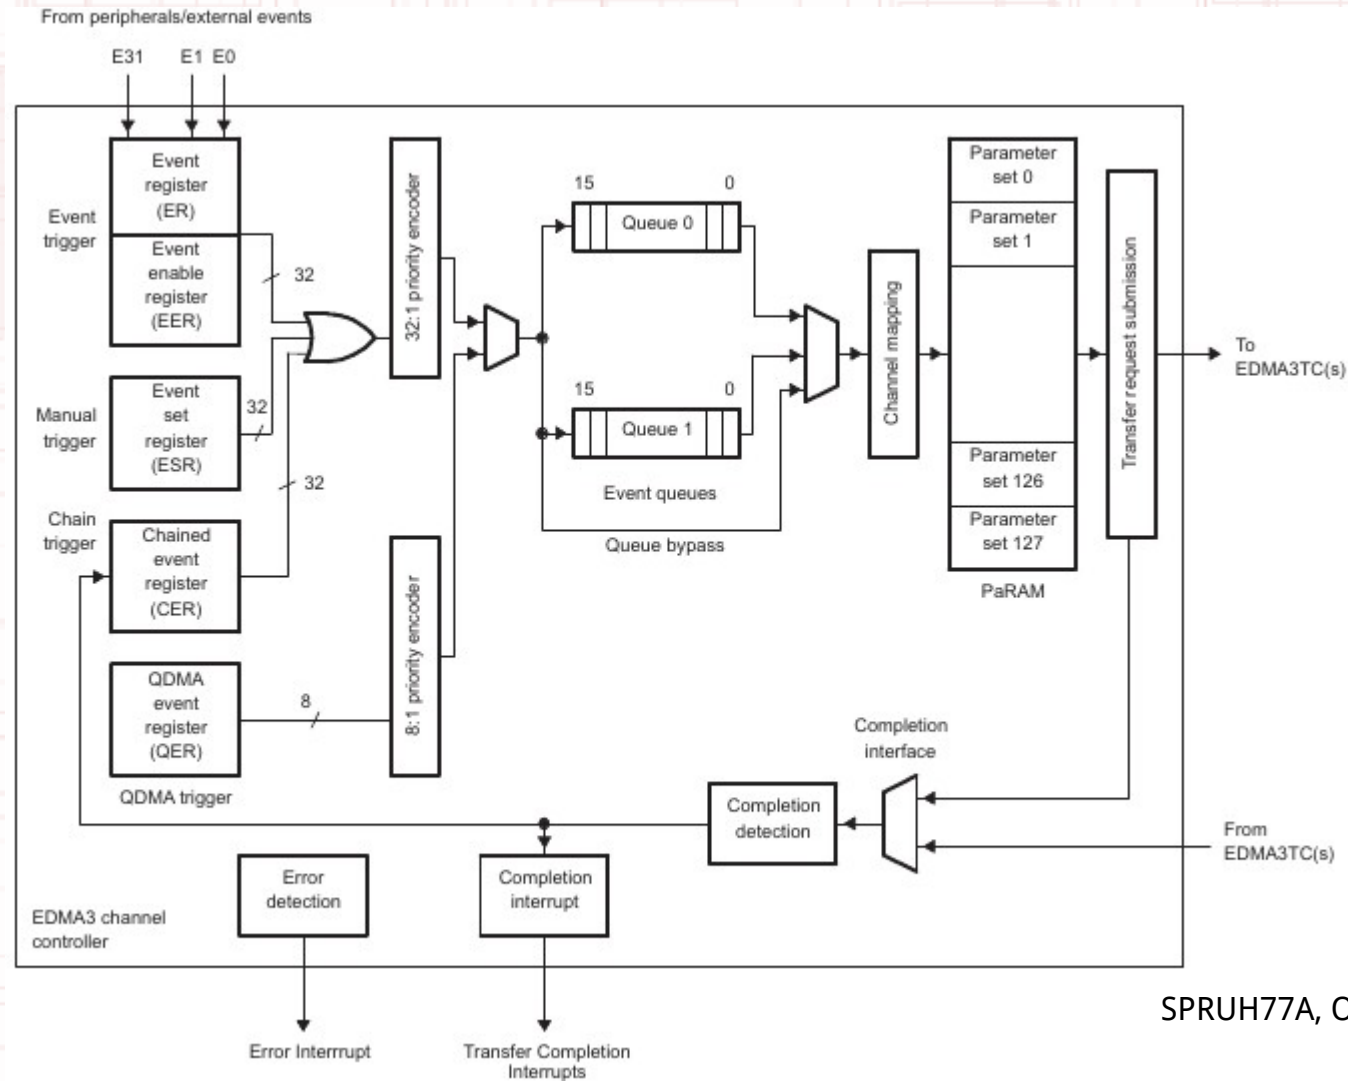 From peripherals/external events
E31
E1
E0
Event
register
(ER)
Event
trigger
Event
enable
register
(EER)
32
Manual
trigger
Event
set
register
(ESR)
32
32
Chain
trigger
Chained
event
register
(CER)
QDMA
event
register
(QER)
8
QDMA trigger
32:1 priority encoder
8:1 priority encoder
15
0
Queue 0
15
0
Queue 1
Event queues
Queue bypass
Channel mapping
Parameter
set 0
Parameter
set 1
Parameter
set 126
Parameter
set 127
PaRAM
Transfer request submission
To
EDMA3TC(s)
Completion
interface
Completion
detection
From
EDMA3TC(s)
Error
detection
Completion
interrupt
EDMA3 channel
controller
Error Interrrupt
Transfer Completion
Interrupts
SPRUH77A, O